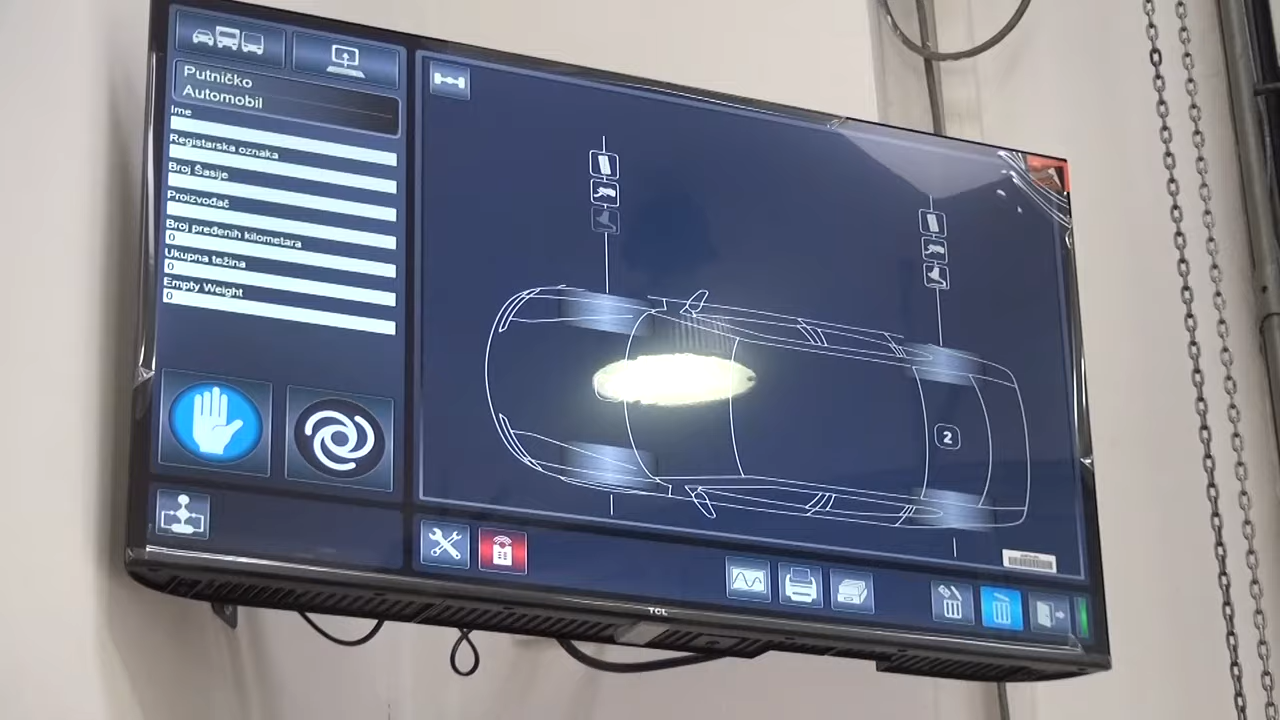 Putničko
Automobil
Ime
Registarska oznaka
Broj Šasije
Proizvođač
Broj pređenih kilometara
0
Ukupna težina
0
Empty Weight
0
2
TCL